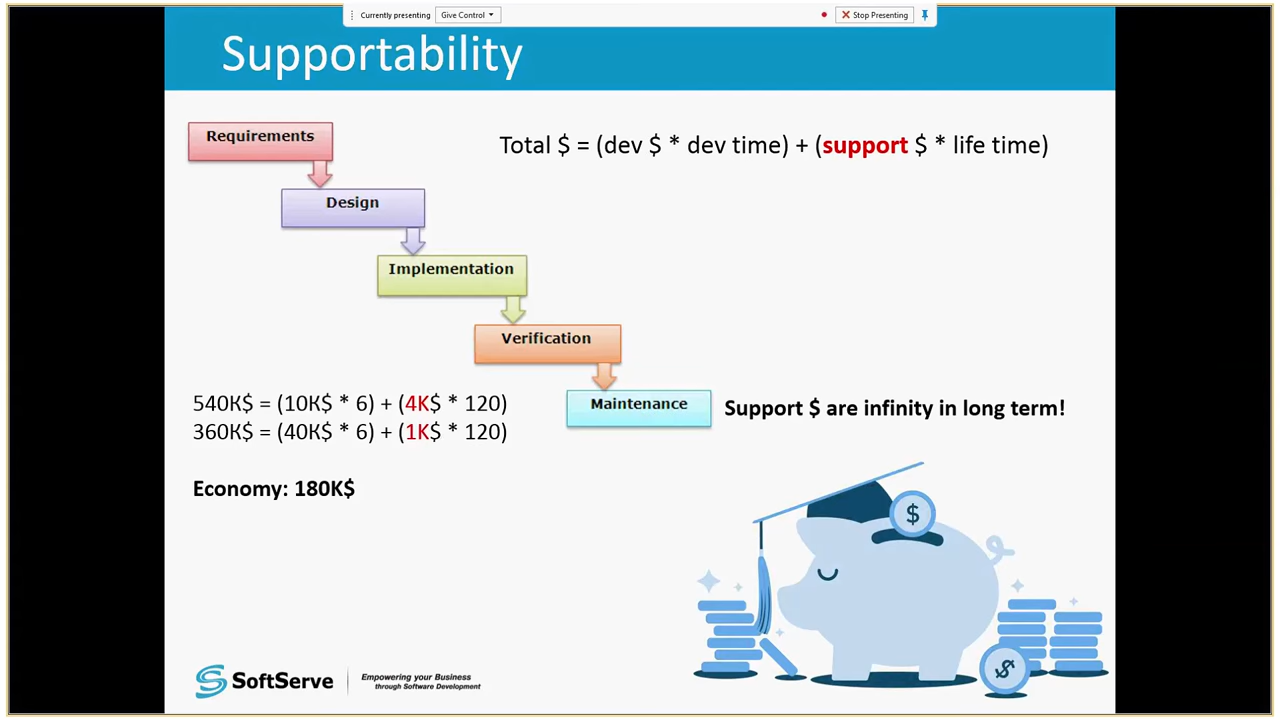 Currently presenting Give Control
Stop Presenting
Supportability
Requirements
Total $ = (dev $ * dev time) + (support $ * life time)
Design
Implementation
Verification
540K$ = (10K$ * 6) + (4K$ * 120)
360K$ = (40K$ * 6) + (1K$ * 120)
Maintenance
Support $ are infinity in long term!
Economy: 180K$
$
$
SoftServe
Empowering your Business
through Software Development